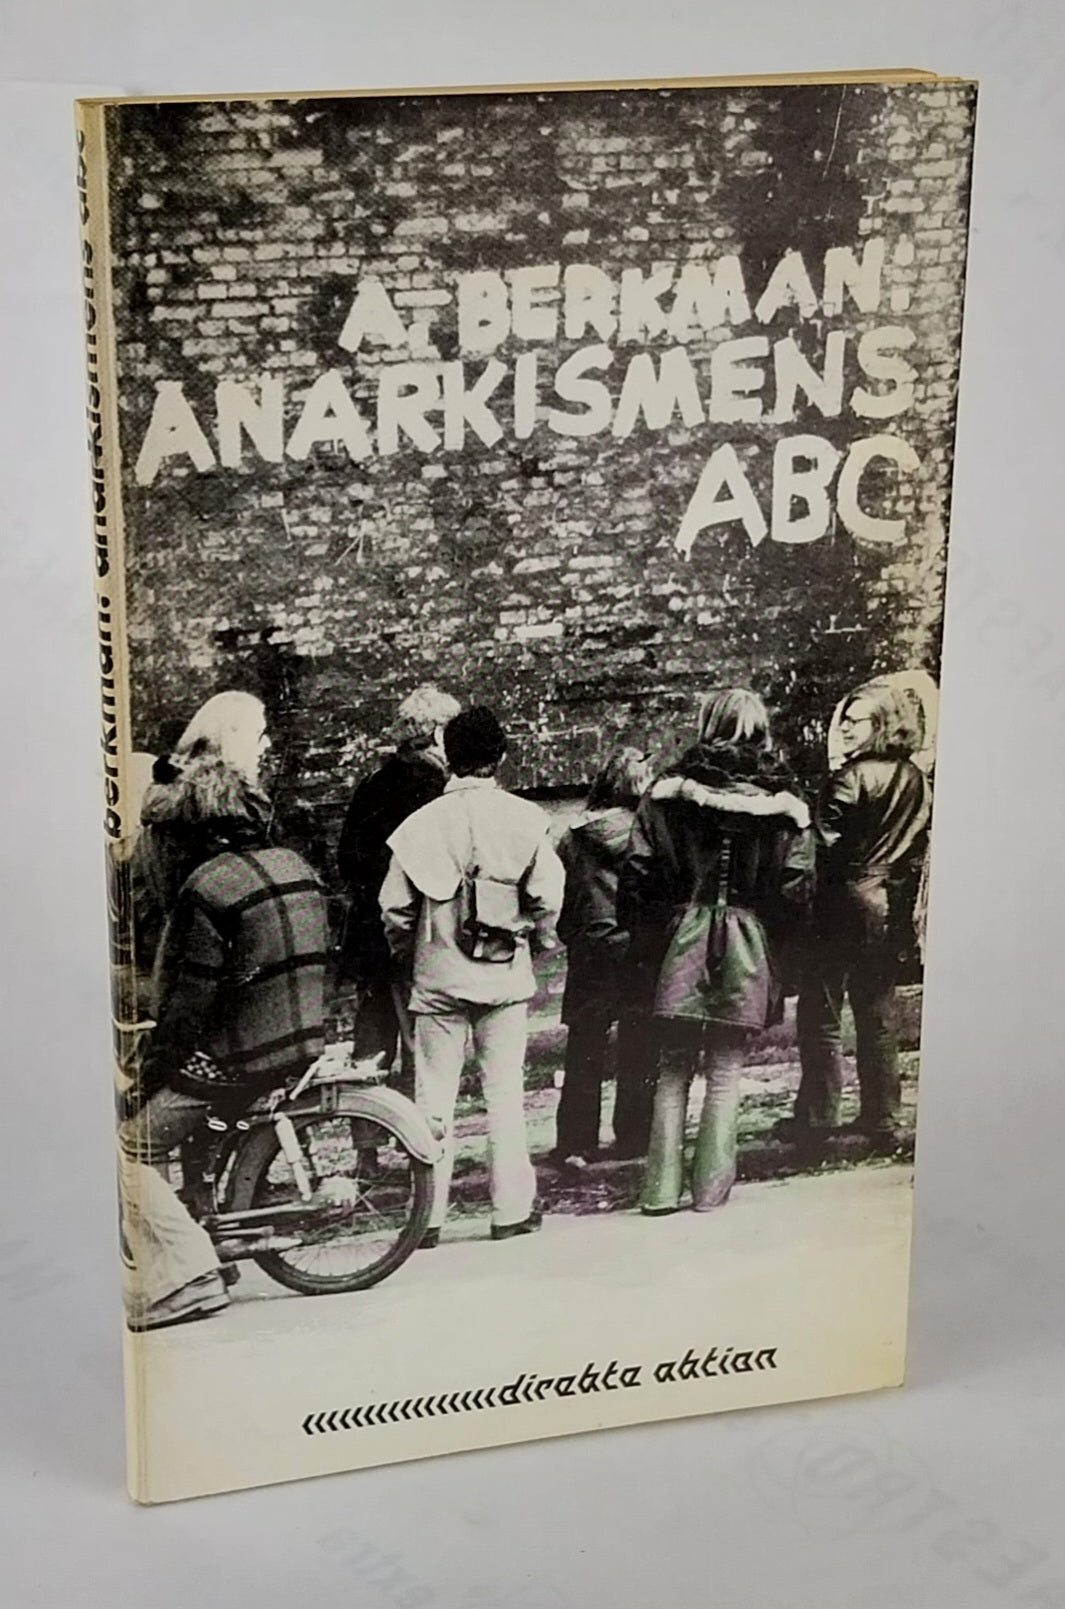 A. BERKMAN:
ANARKISMENS
ABC
berkman: anarkismens abc
direkte aktion